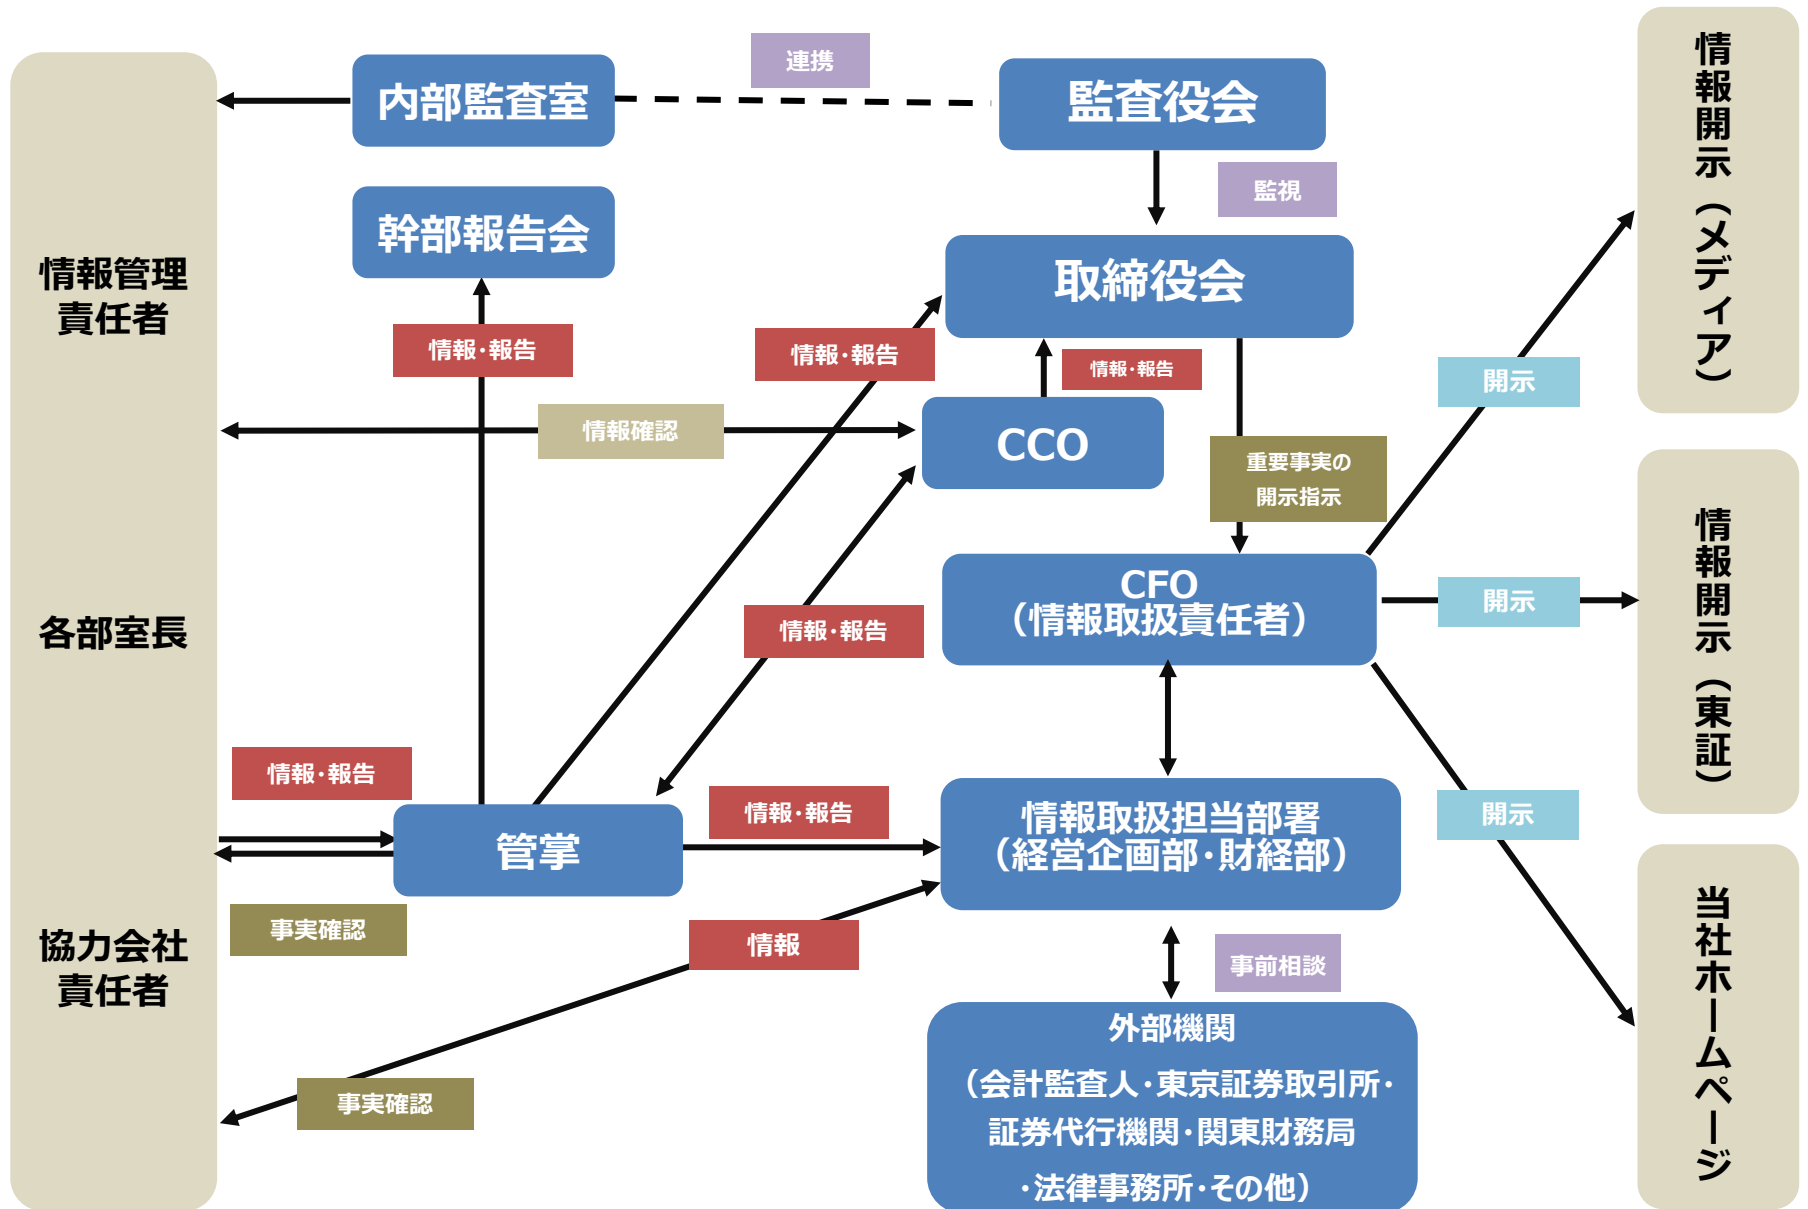 情報管理
責任者
各部室長
協力会社
責任者
内部監査室
連携
監査役会
監視
幹部報告会
取締役会
情報・報告
情報・報告
情報・報告
情報確認
CCO
重要事実の
開示指示
CFO
（情報取扱責任者）
情報・報告
情報・報告
管掌
情報・報告
情報取扱担当部署
（経営企画部・財経部）
事実確認
情報
事実確認
事前相談
外部機関
（会計監査人・東京証券取引所・
証券代行機関・関東財務局
・法律事務所・その他）
開示
開示
開示
情報開示（メディア）
情報開示（東証）
当社ホームページ